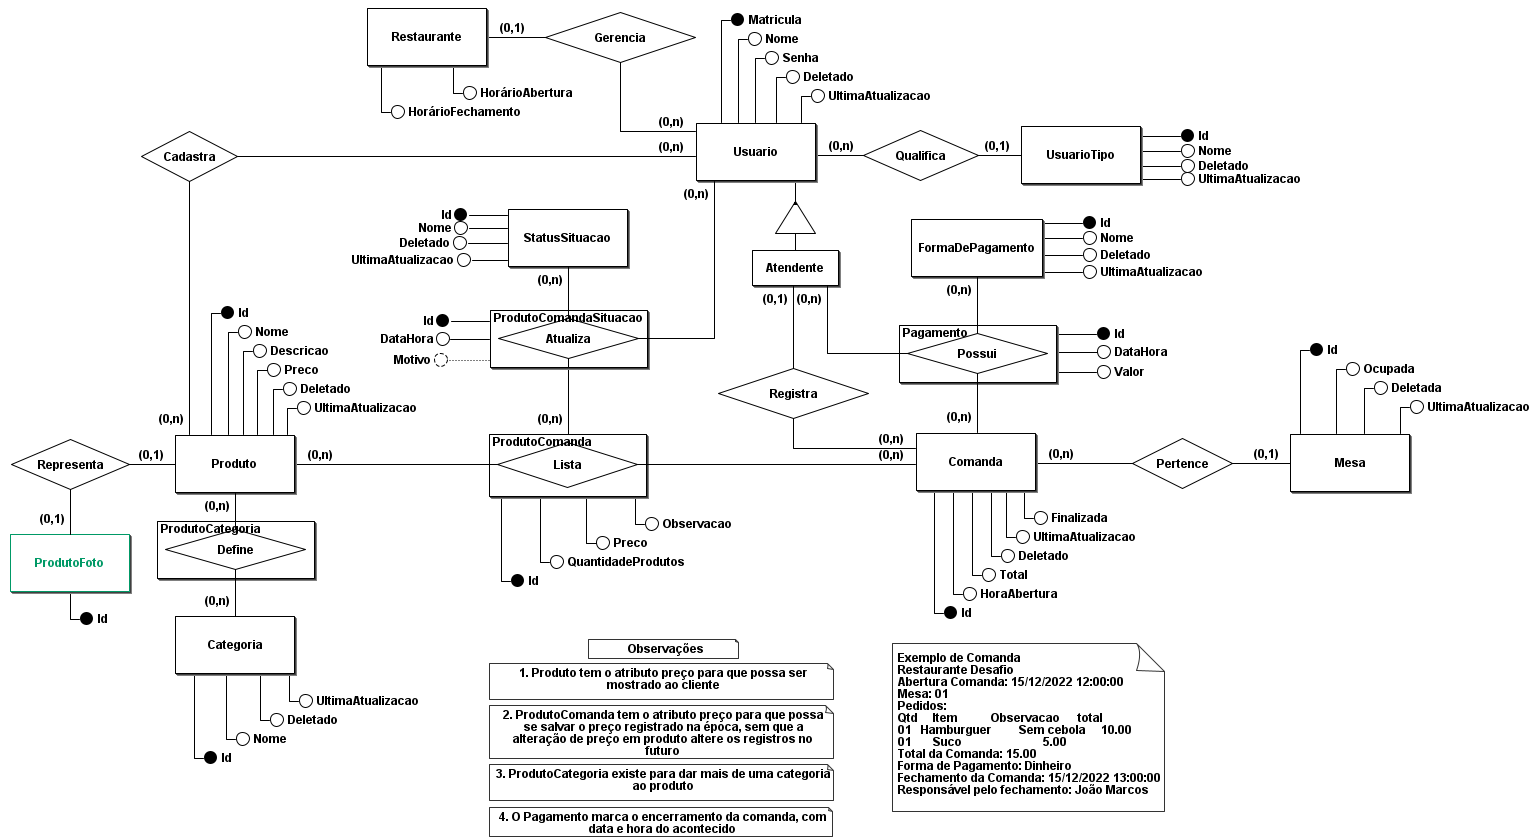 Restaurante
(0,1)
Gerencia
HorárioAbertura
HorárioFechamento
(0,n)
Matricula
Nome
Senha
Deletado
UltimaAtualizacao
Cadastra
(0,n)
Usuario
(0,n)
Qualifica
(0,1)
UsuarioTipo
Id
Nome
Deletado
UltimaAtualizacao
(0,n)
Id
Nome
Deletado
UltimaAtualizacao
StatusSituacao
(0,n)
Atendente
(0,1)
(0,n)
FormaDePagamento
Id
Nome
Deletado
UltimaAtualizacao
(0,n)
ProdutoComandaSituacao
Atualiza
Id
DataHora
Motivo
(0,n)
Pagamento
Possui
Id
DataHora
Valor
(0,n)
Registra
(0,n)
(0,n)
Id
Nome
Descricao
Preco
Deletado
UltimaAtualizacao
(0,n)
Representa
(0,1)
Produto
(0,n)
ProdutoComanda
Lista
Comanda
(0,n)
Pertence
(0,1)
Mesa
Id
Ocupada
Deletada
UltimaAtualizacao
(0,1)
ProdutoFoto
Id
(0,n)
ProdutoCategoria
Define
(0,n)
Categoria
UltimaAtualizacao
Deletado
Nome
Id
Observacao
Preco
QuantidadeProdutos
Id
Finalizada
UltimaAtualizacao
Deletado
Total
HoraAbertura
Id
Observações
1. Produto tem o atributo preço para que possa ser
mostrado ao cliente
2. ProdutoComanda tem o atributo preço para que possa
se salvar o preço registrado na época, sem que a
alteração de preço em produto altere os registros no
futuro
3. ProdutoCategoria existe para dar mais de uma categoria
ao produto
4. O Pagamento marca o encerramento da comanda, com
data e hora do acontecido
Exemplo de Comanda
Restaurante Desafio
Abertura Comanda: 15/12/2022 12:00:00
Mesa: 01
Pedidos:
Qtd Item Observacao total
01 Hamburguer Sem cebola 10.00
01 Suco 5.00
Total da Comanda: 15.00
Forma de Pagamento: Dinheiro
Fechamento da Comanda: 15/12/2022 13:00:00
Responsável pelo fechamento: João Marcos